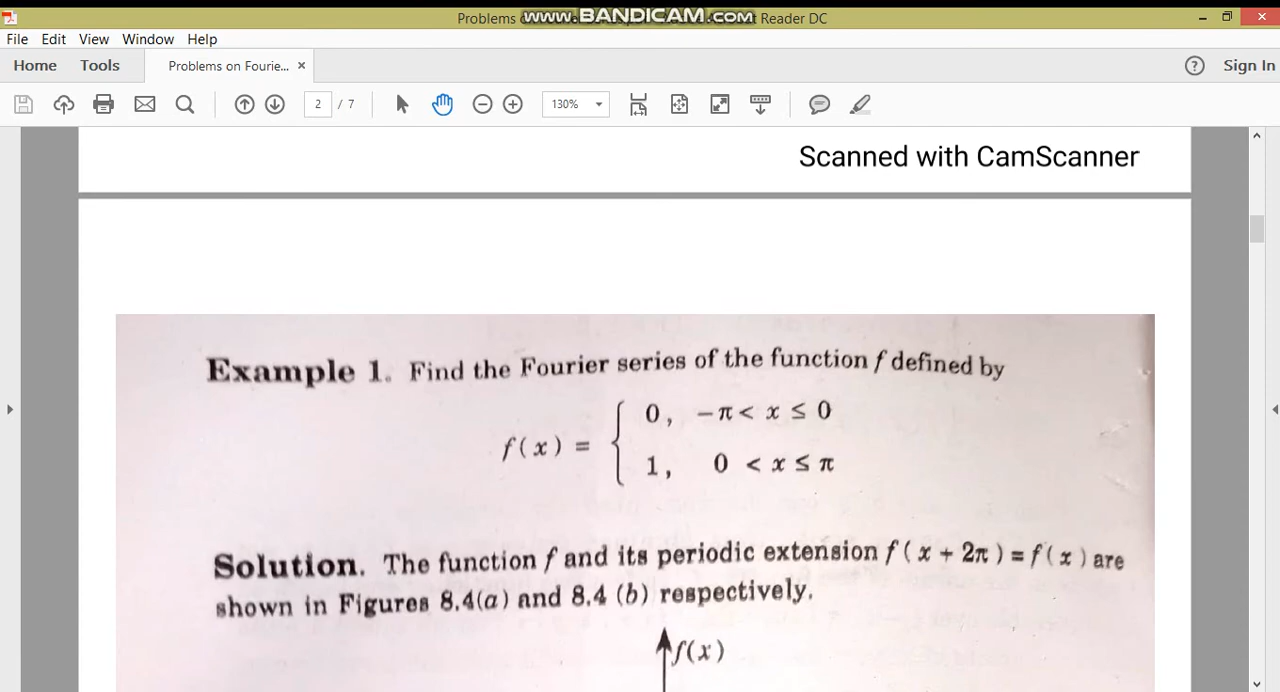 Problems
www.BANDICAM.com
Reader DC
File Edit View Window Help
Home Tools Problems on Fourie... × ? Sign In
2 / 7 130%
Scanned with CamScanner
Example 1. Find the Fourier series of the function f defined by
f(x) = { 0, −π < x ≤ 0
1, 0 < x ≤ π
Solution. The function f and its periodic extension f( x + 2π ) = f( x ) are
shown in Figures 8.4(a) and 8.4 (b) respectively.
f(x)